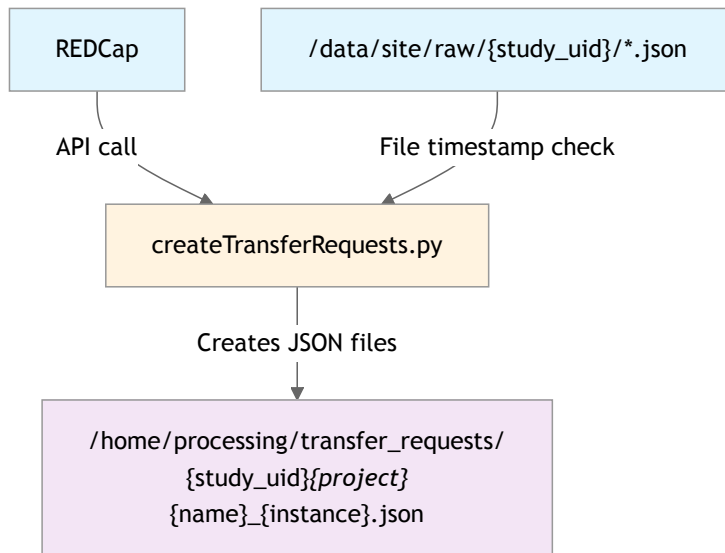 REDCap
/data/site/raw/{study_uid}/*.json
API call
File timestamp check
createTransferRequests.py
Creates JSON files
/home/processing/transfer_requests/
{study_uid}{project}
{name}_{instance}.json